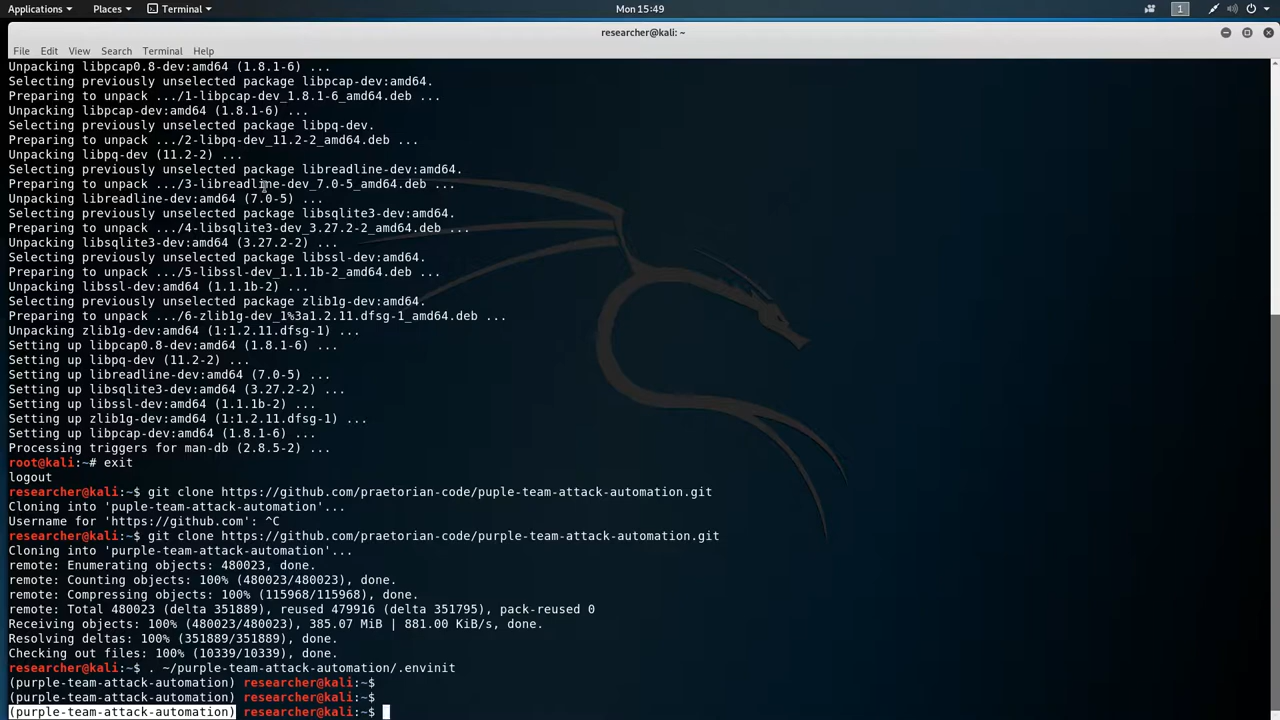 Applications Places Terminal Mon 15:49 1
researcher@kali: ~
File Edit View Search Terminal Help
Unpacking libpcap0.8-dev:amd64 (1.8.1-6) ...
Selecting previously unselected package libpcap-dev:amd64.
Preparing to unpack .../1-libpcap-dev_1.8.1-6_amd64.deb ...
Unpacking libpcap-dev:amd64 (1.8.1-6) ...
Selecting previously unselected package libpq-dev.
Preparing to unpack .../2-libpq-dev_11.2-2_amd64.deb ...
Unpacking libpq-dev (11.2-2) ...
Selecting previously unselected package libreadline-dev:amd64.
Preparing to unpack .../3-libreadline-dev_7.0-5_amd64.deb ...
Unpacking libreadline-dev:amd64 (7.0-5) ...
Selecting previously unselected package libsqlite3-dev:amd64.
Preparing to unpack .../4-libsqlite3-dev_3.27.2-2_amd64.deb ...
Unpacking libsqlite3-dev:amd64 (3.27.2-2) ...
Selecting previously unselected package libssl-dev:amd64.
Preparing to unpack .../5-libssl-dev_1.1.1b-2_amd64.deb ...
Unpacking libssl-dev:amd64 (1.1.1b-2) ...
Selecting previously unselected package zlib1g-dev:amd64.
Preparing to unpack .../6-zlib1g-dev_1%3a1.2.11.dfsg-1_amd64.deb ...
Unpacking zlib1g-dev:amd64 (1:1.2.11.dfsg-1) ...
Setting up libpcap0.8-dev:amd64 (1.8.1-6) ...
Setting up libpq-dev (11.2-2) ...
Setting up libreadline-dev:amd64 (7.0-5) ...
Setting up libsqlite3-dev:amd64 (3.27.2-2) ...
Setting up libssl-dev:amd64 (1.1.1b-2) ...
Setting up zlib1g-dev:amd64 (1:1.2.11.dfsg-1) ...
Setting up libpcap-dev:amd64 (1.8.1-6) ...
Processing triggers for man-db (2.8.5-2) ...
root@kali:~# exit
logout
researcher@kali:~$ git clone https://github.com/praetorian-code/puple-team-attack-automation.git
Cloning into 'puple-team-attack-automation'...
Username for 'https://github.com': ^C
researcher@kali:~$ git clone https://github.com/praetorian-code/purple-team-attack-automation.git
Cloning into 'purple-team-attack-automation'...
remote: Enumerating objects: 480023, done.
remote: Counting objects: 100% (480023/480023), done.
remote: Compressing objects: 100% (115968/115968), done.
remote: Total 480023 (delta 351889), reused 479916 (delta 351795), pack-reused 0
Receiving objects: 100% (480023/480023), 385.07 MiB | 881.00 KiB/s, done.
Resolving deltas: 100% (351889/351889), done.
Checking out files: 100% (10339/10339), done.
researcher@kali:~$ . ~/purple-team-attack-automation/.envinit
(purple-team-attack-automation) researcher@kali:~$
(purple-team-attack-automation) researcher@kali:~$
(purple-team-attack-automation) researcher@kali:~$